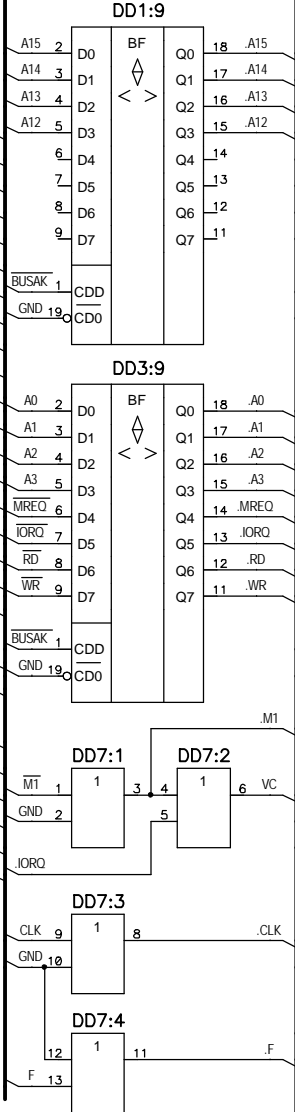 DD1:9
A15 2 D0 BF Q0 18 .A15
A14 3 D1 Q1 17 .A14
A13 4 D2 < > Q2 16 .A13
A12 5 D3 Q3 15 .A12
6 D4 Q4 14
7 D5 Q5 13
8 D6 Q6 12
9 D7 Q7 11
BUSAK 1 CDD
GND 19 CD0
DD3:9
A0 2 D0 BF Q0 18 .A0
A1 3 D1 Q1 17 .A1
A2 4 D2 < > Q2 16 .A2
A3 5 D3 Q3 15 .A3
MREQ 6 D4 Q4 14 .MREQ
IORQ 7 D5 Q5 13 .IORQ
RD 8 D6 Q6 12 .RD
WR 9 D7 Q7 11 .WR
BUSAK 1 CDD
GND 19 CD0
.M1
DD7:1 DD7:2
M1 1 1 3 4 1 6 VC
GND 2 5
.IORQ
DD7:3
CLK 9 1 8 .CLK
GND 10
DD7:4
12 1 11 .F
F 13